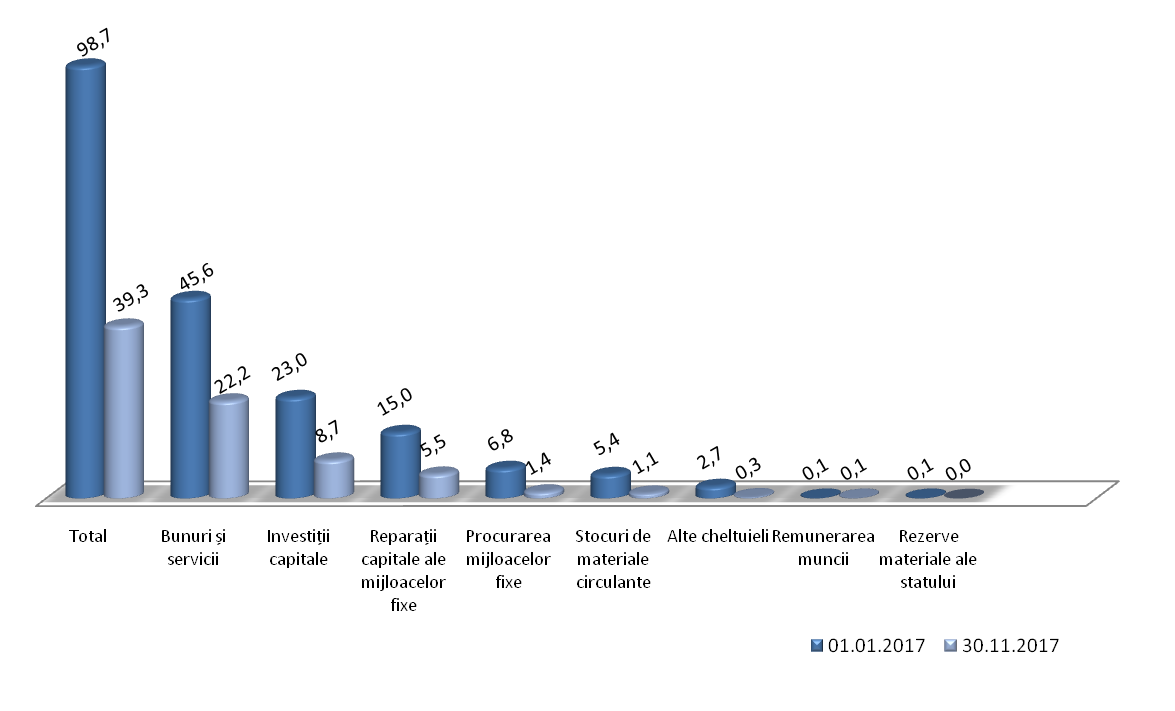 98,7
39,3
45,6
22,2
23,0
8,7
15,0
5,5
6,8
1,4
5,4
1,1
2,7
0,3
0,1
0,1
0,1
0,0
Total
Bunuri și
servicii
Investiții
capitale
Reparații
capitale ale
mijloacelor
fixe
Procurarea
mijloacelor
fixe
Stocuri de
materiale
circulante
Alte cheltuieli
Remunerarea
muncii
Rezerve
materiale ale
statului
01.01.2017
30.11.2017